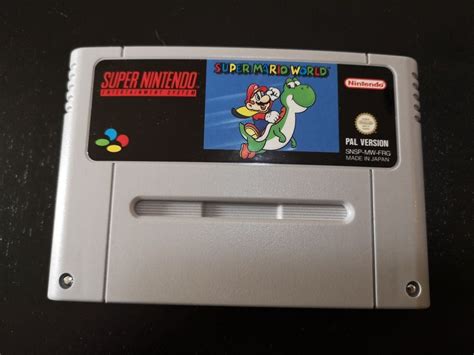 SUPER NINTENDO
ENTERTAINMENT SYSTEM
SUPER MARIO WORLD
Nintendo
PAL VERSION
SNSP-MW-FRG
MADE IN JAPAN